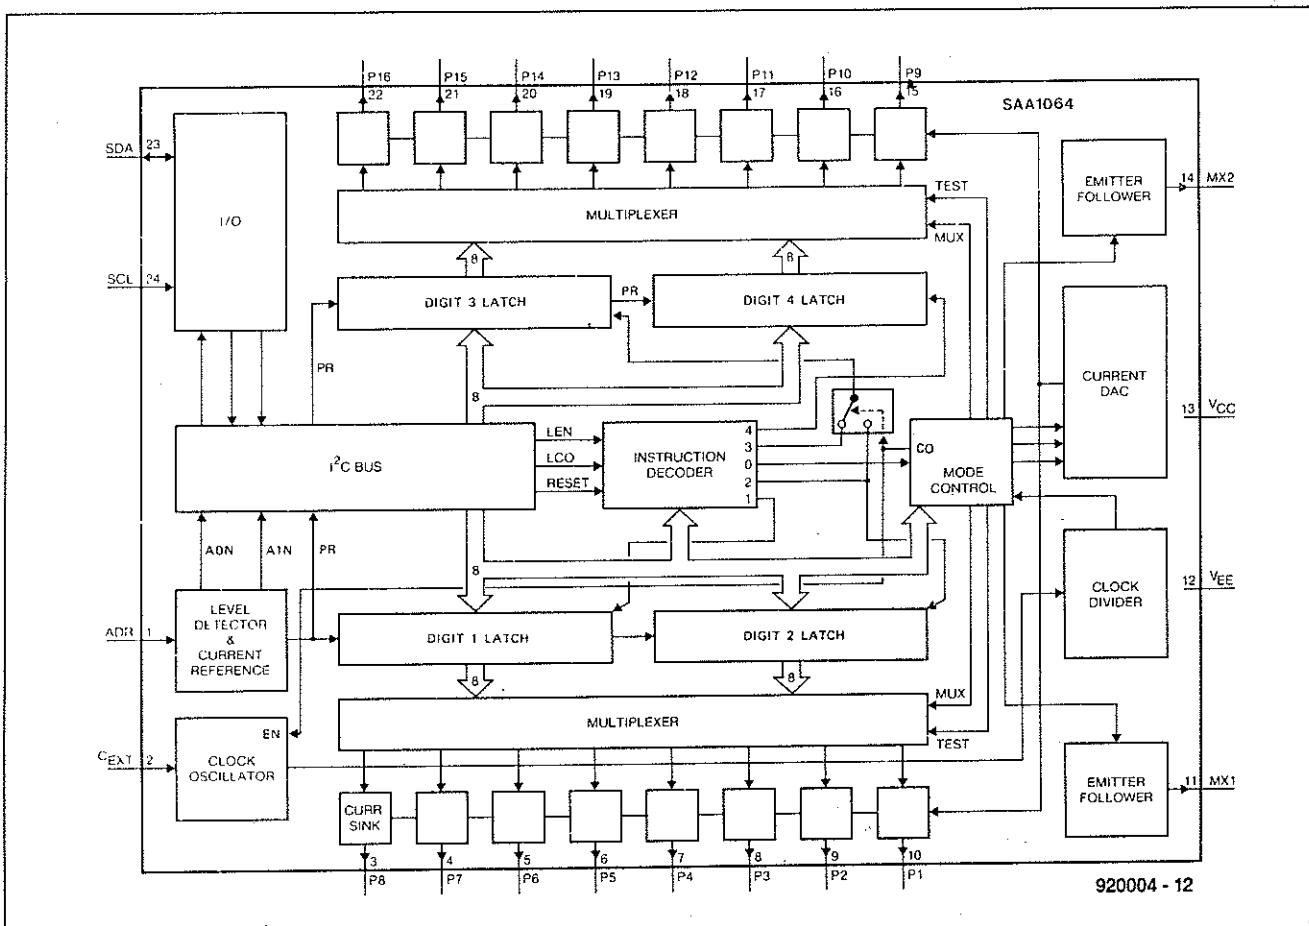 P16 P15 P14 P13 P12 P11 P10 P9
22 21 20 19 18 17 16 15
SAA1064
SDA 23
I/O
SCL 24
MULTIPLEXER
TEST
MUX
EMITTER
FOLLOWER
14 MX2
8 8
DIGIT 3 LATCH
PR
DIGIT 4 LATCH
PR
8
CURRENT
DAC
13 VCC
I²C BUS
LEN
LCO
RESET
INSTRUCTION
DECODER
4
3
0
2
1
CO
MODE
CONTROL
A0N A1N PR
8
CLOCK
DIVIDER
12 VEE
ADR 1
LEVEL
DETECTOR
&
CURRENT
REFERENCE
DIGIT 1 LATCH
DIGIT 2 LATCH
8 8
MULTIPLEXER
MUX
TEST
CEXT 2
EN
CLOCK
OSCILLATOR
EMITTER
FOLLOWER
11 MX1
CURR
SINK
3 4 5 6 7 8 9 10
P8 P7 P6 P5 P4 P3 P2 P1
920004 - 12